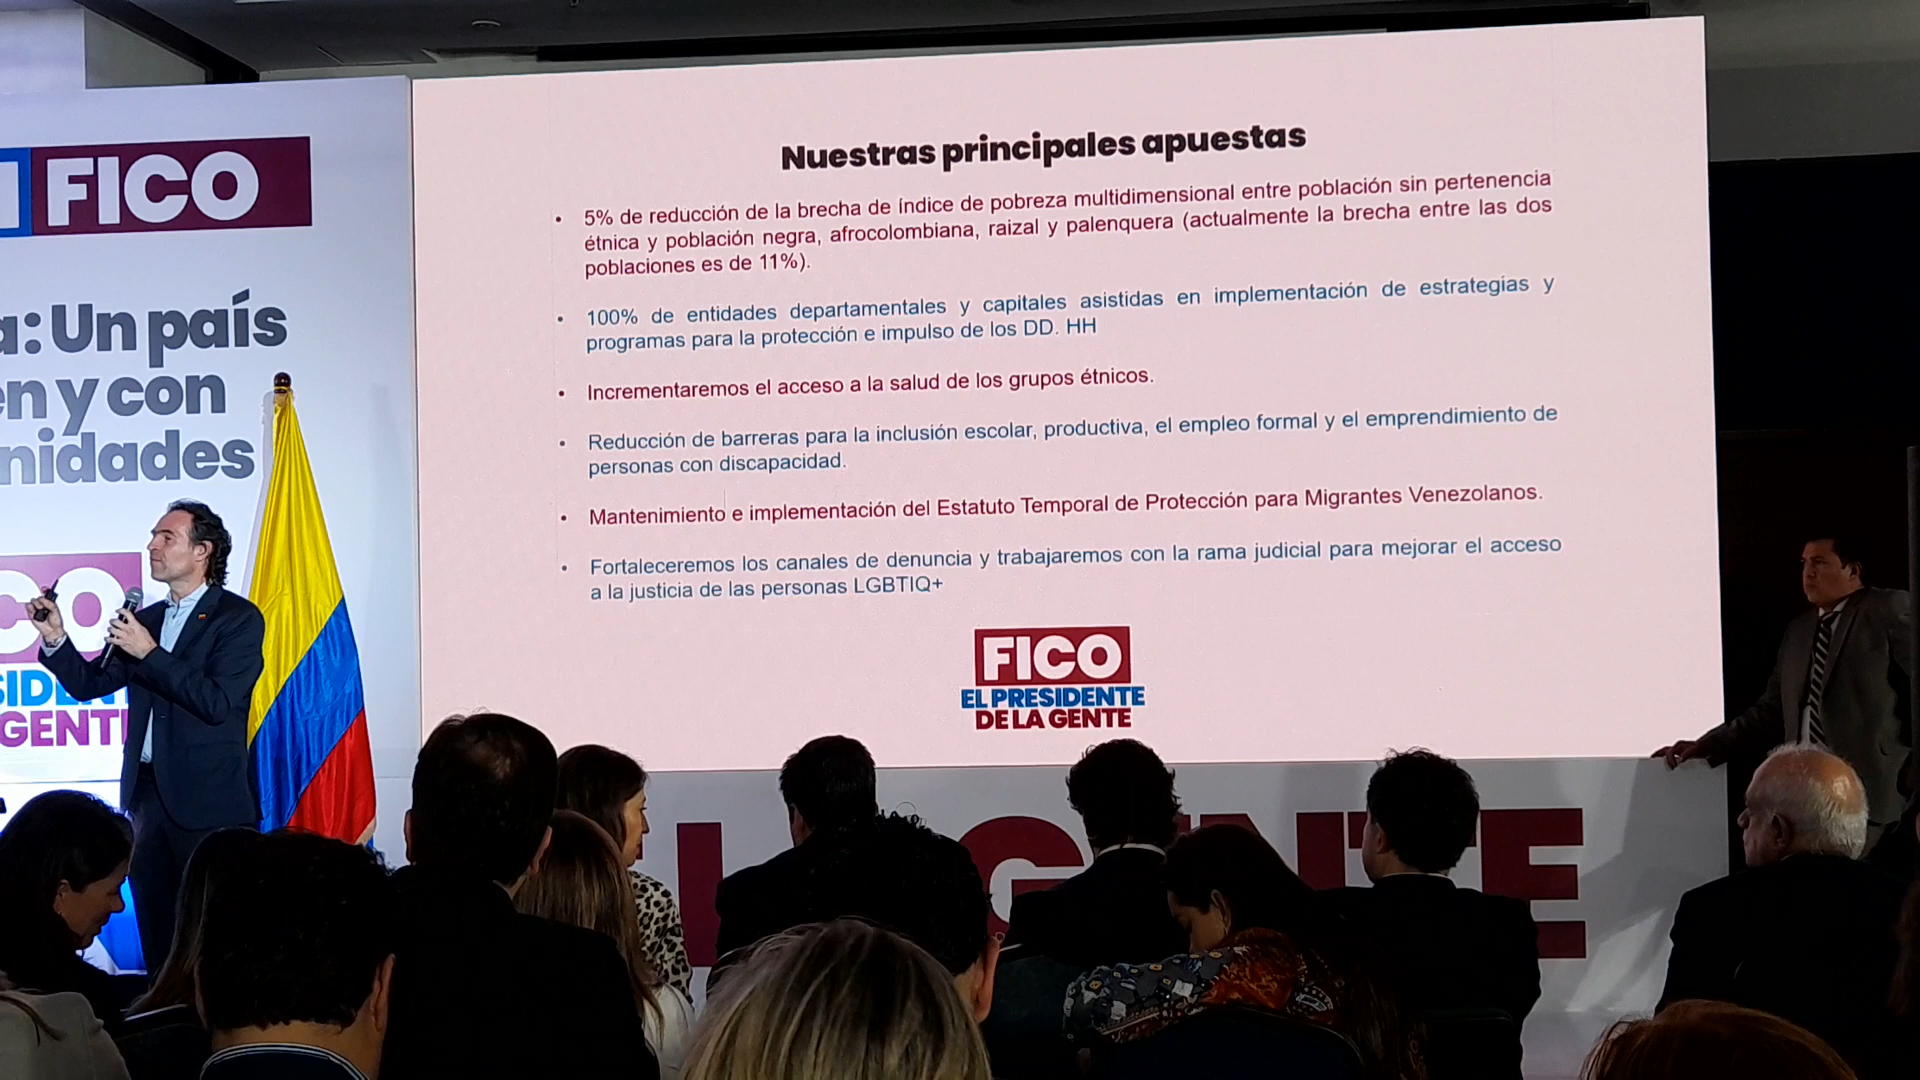 FICO
a: Un país
en y con
nidades
CO
SIDENT
GENT
Nuestras principales apuestas
• 5% de reducción de la brecha de índice de pobreza multidimensional entre población sin pertenencia
étnica y población negra, afrocolombiana, raizal y palenquera (actualmente la brecha entre las dos
poblaciones es de 11%).
• 100% de entidades departamentales y capitales asistidas en implementación de estrategias y
programas para la protección e impulso de los DD. HH
• Incrementaremos el acceso a la salud de los grupos étnicos.
• Reducción de barreras para la inclusión escolar, productiva, el empleo formal y el emprendimiento de
personas con discapacidad.
• Mantenimiento e implementación del Estatuto Temporal de Protección para Migrantes Venezolanos.
• Fortaleceremos los canales de denuncia y trabajaremos con la rama judicial para mejorar el acceso
a la justicia de las personas LGBTIQ+
FICO
EL PRESIDENTE
DE LA GENTE